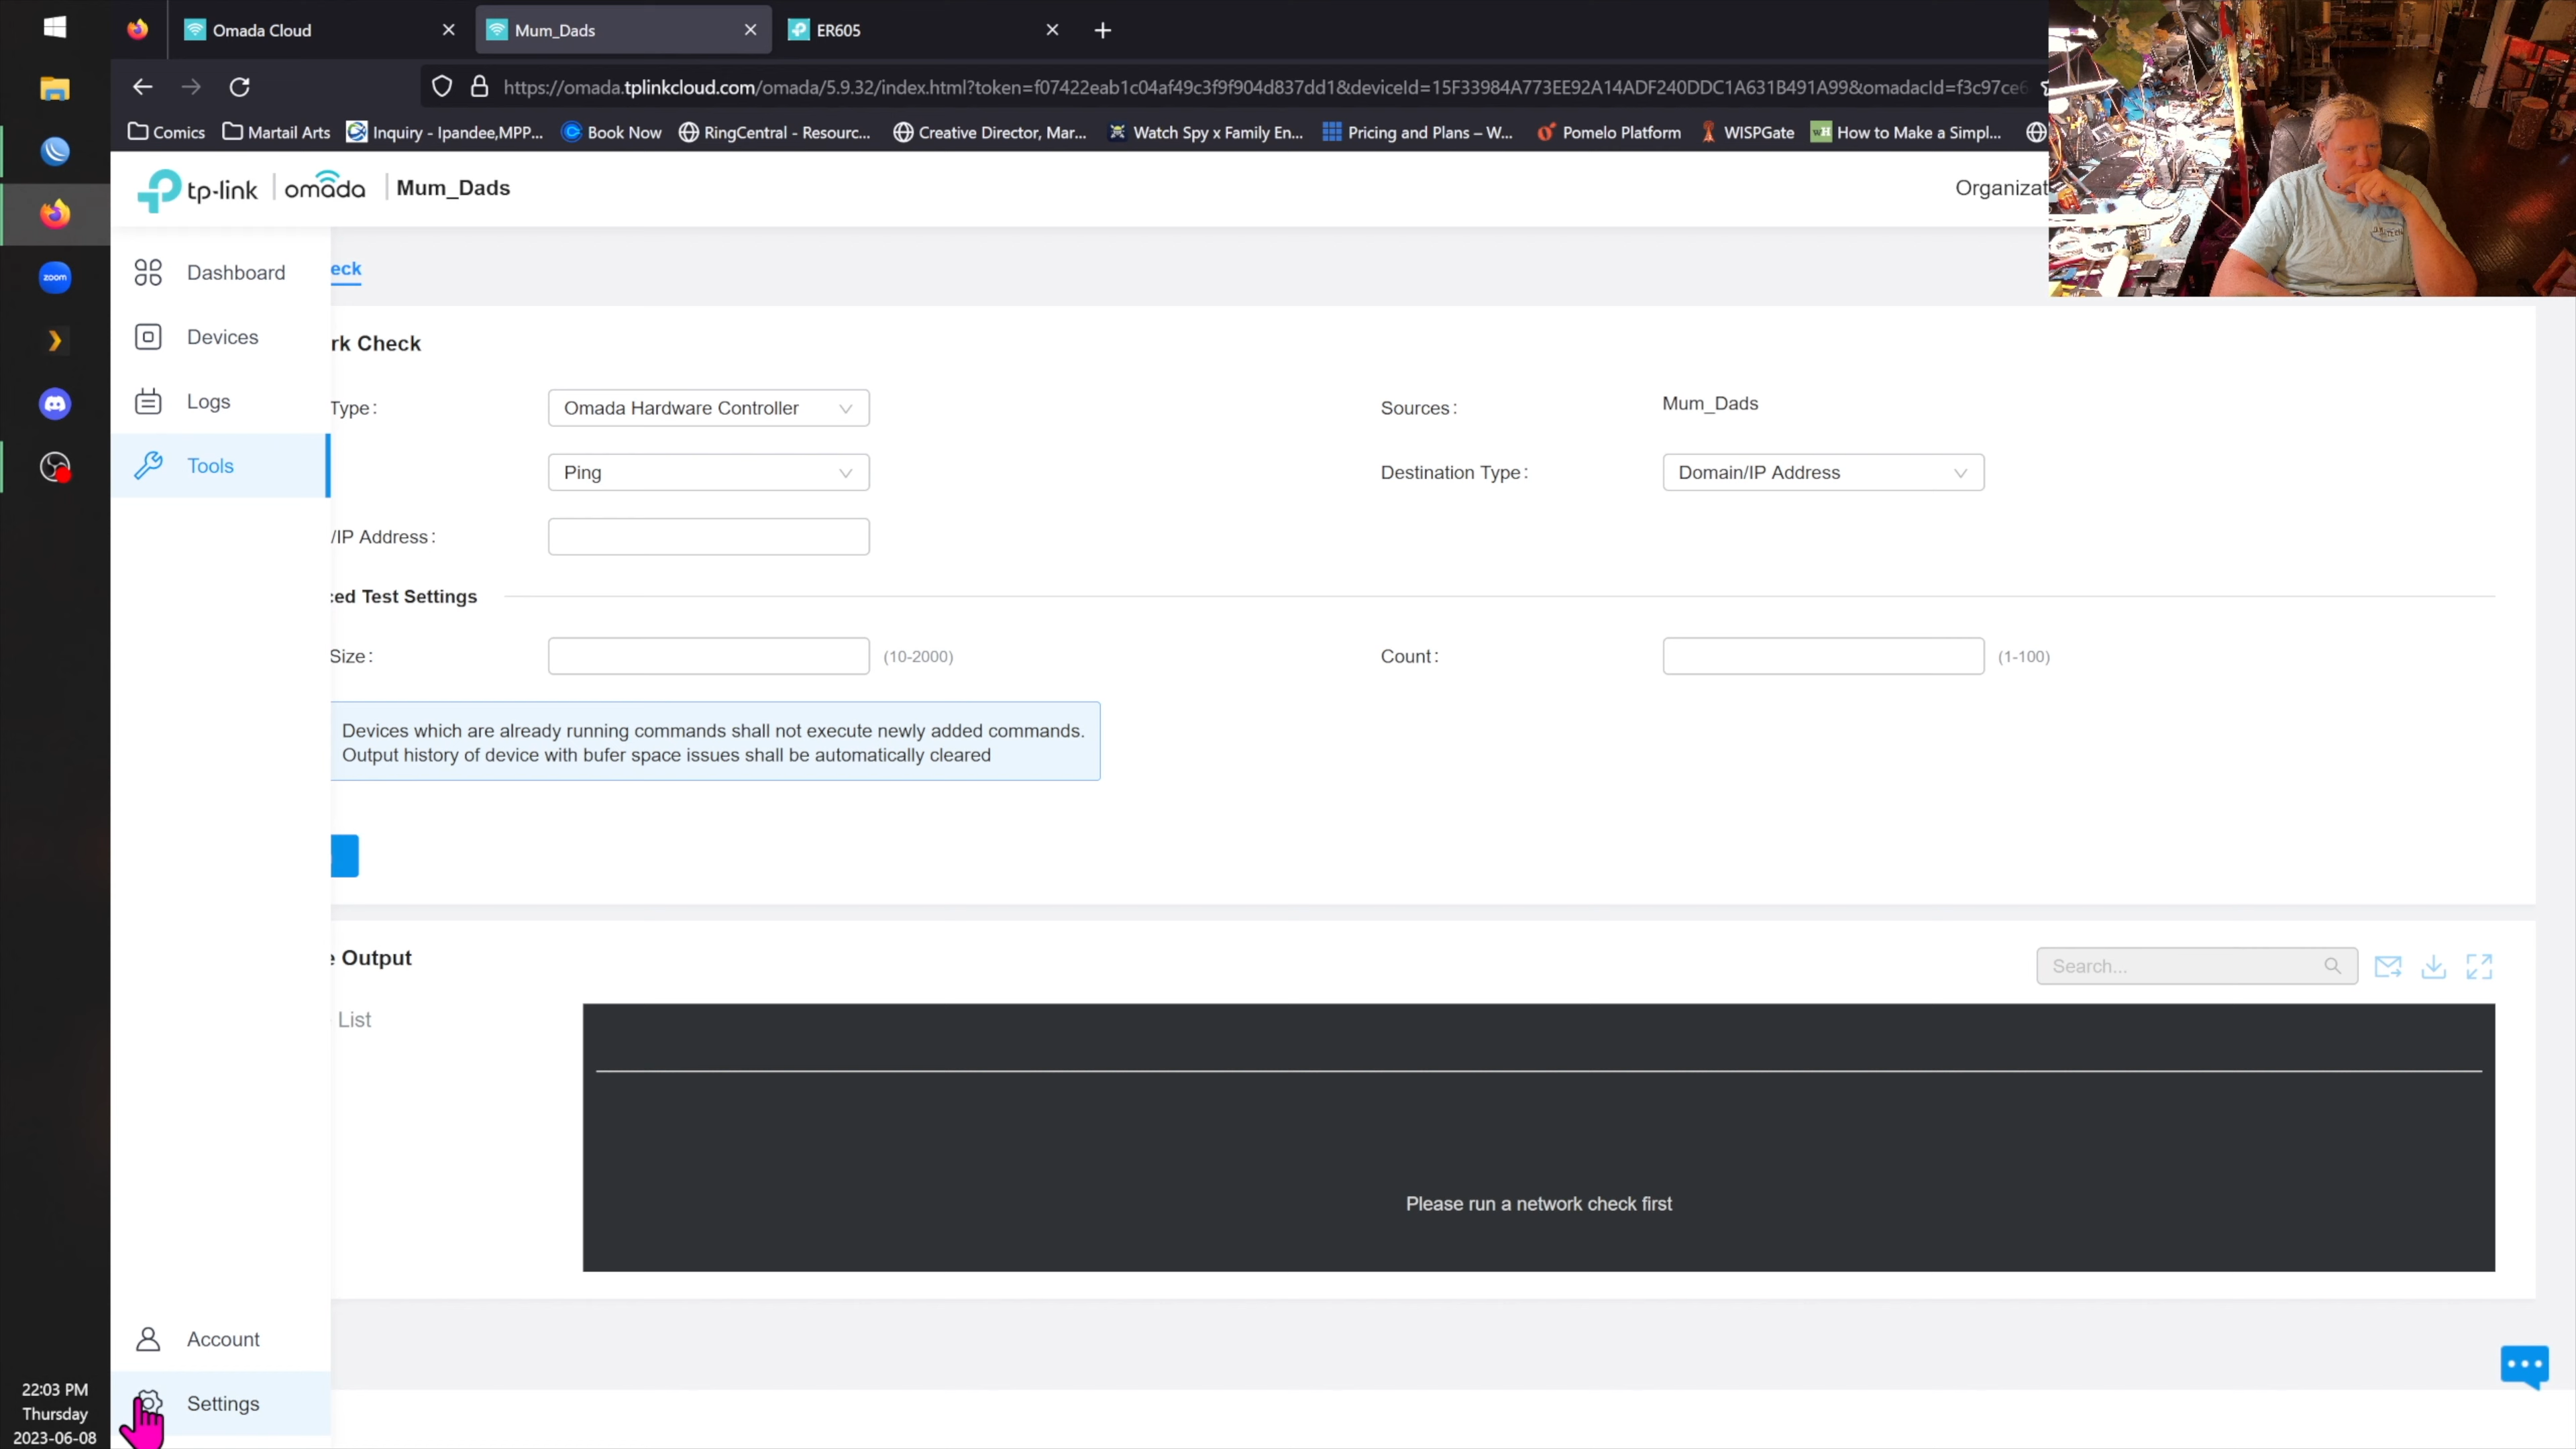 Omada Cloud
Mum_Dads
ER605
https://omada.tplinkcloud.com/omada/5.9.32/index.html?token=f07422eab1c04af49c3f9f904d837dd1&deviceId=15F33984A773EE92A14ADF240DDC1A631B491A99&omadacId=f3c97ce6
Comics
Martail Arts
Inquiry - Ipandee,MPP...
Book Now
RingCentral - Resourc...
Creative Director, Mar...
Watch Spy x Family En...
Pricing and Plans – W...
Pomelo Platform
WISPGate
How to Make a Simpl...
tp-link | omada | Mum_Dads
Organizat
Dashboard
eck
Devices
rk Check
Logs
Type:
Omada Hardware Controller
Sources:
Mum_Dads
Tools
Ping
Destination Type:
Domain/IP Address
/IP Address:
ced Test Settings
Size:
(10-2000)
Count:
(1-100)
Devices which are already running commands shall not execute newly added commands.
Output history of device with bufer space issues shall be automatically cleared
e Output
Search...
List
Please run a network check first
Account
Settings
zoom
22:03 PM
Thursday
2023-06-08